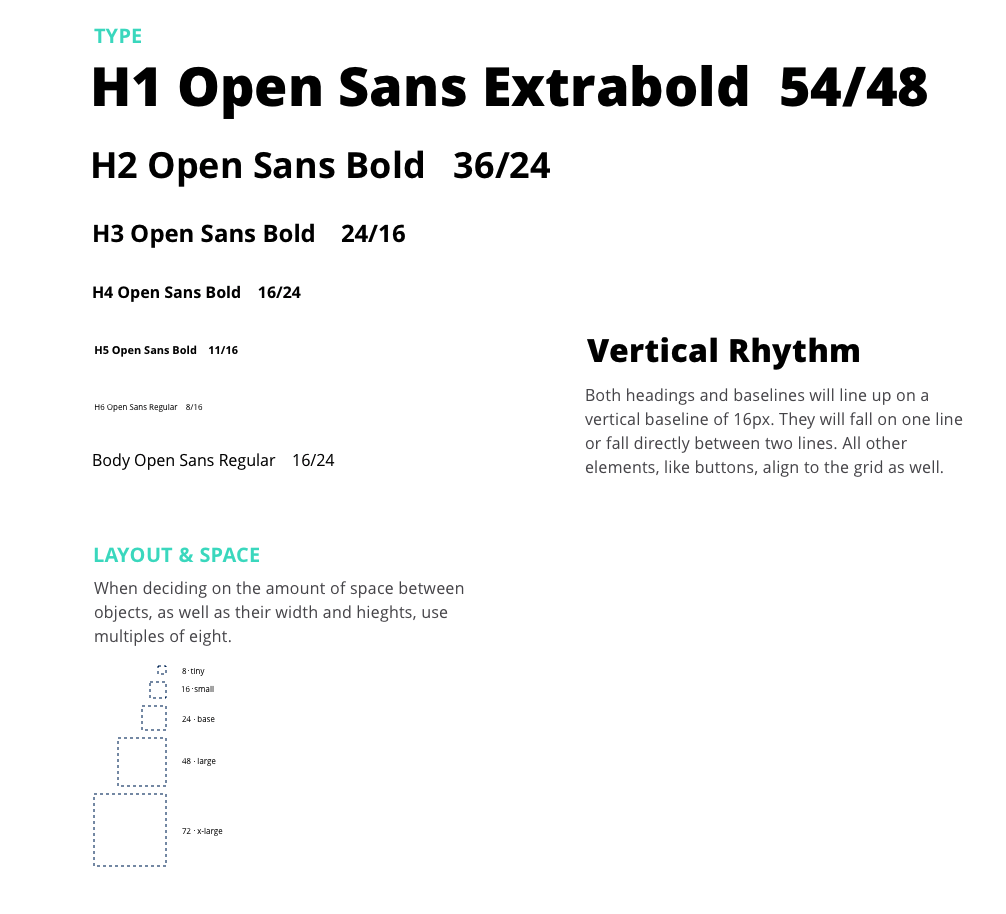 TYPE
H1 Open Sans Extrabold 54/48
H2 Open Sans Bold 36/24
H3 Open Sans Bold 24/16
H4 Open Sans Bold 16/24
H5 Open Sans Bold 11/16
H6 Open Sans Regular 8/16
Body Open Sans Regular 16/24
Vertical Rhythm
Both headings and baselines will line up on a
vertical baseline of 16px. They will fall on one line
or fall directly between two lines. All other
elements, like buttons, align to the grid as well.
LAYOUT & SPACE
When deciding on the amount of space between
objects, as well as their width and hieghts, use
multiples of eight.
8 · tiny
16 · small
24 · base
48 · large
72 · x-large